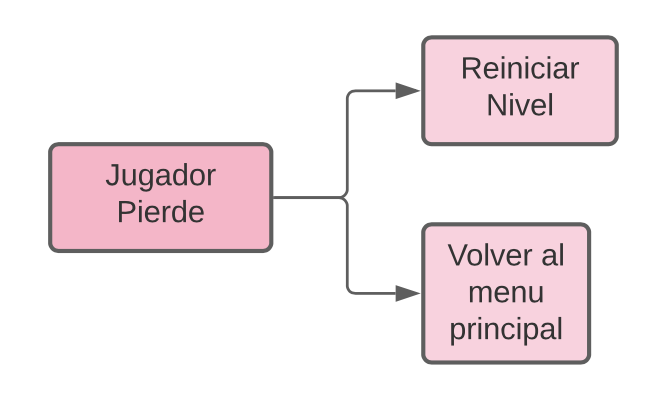 Jugador
Pierde
Reiniciar
Nivel
Volver al
menu
principal